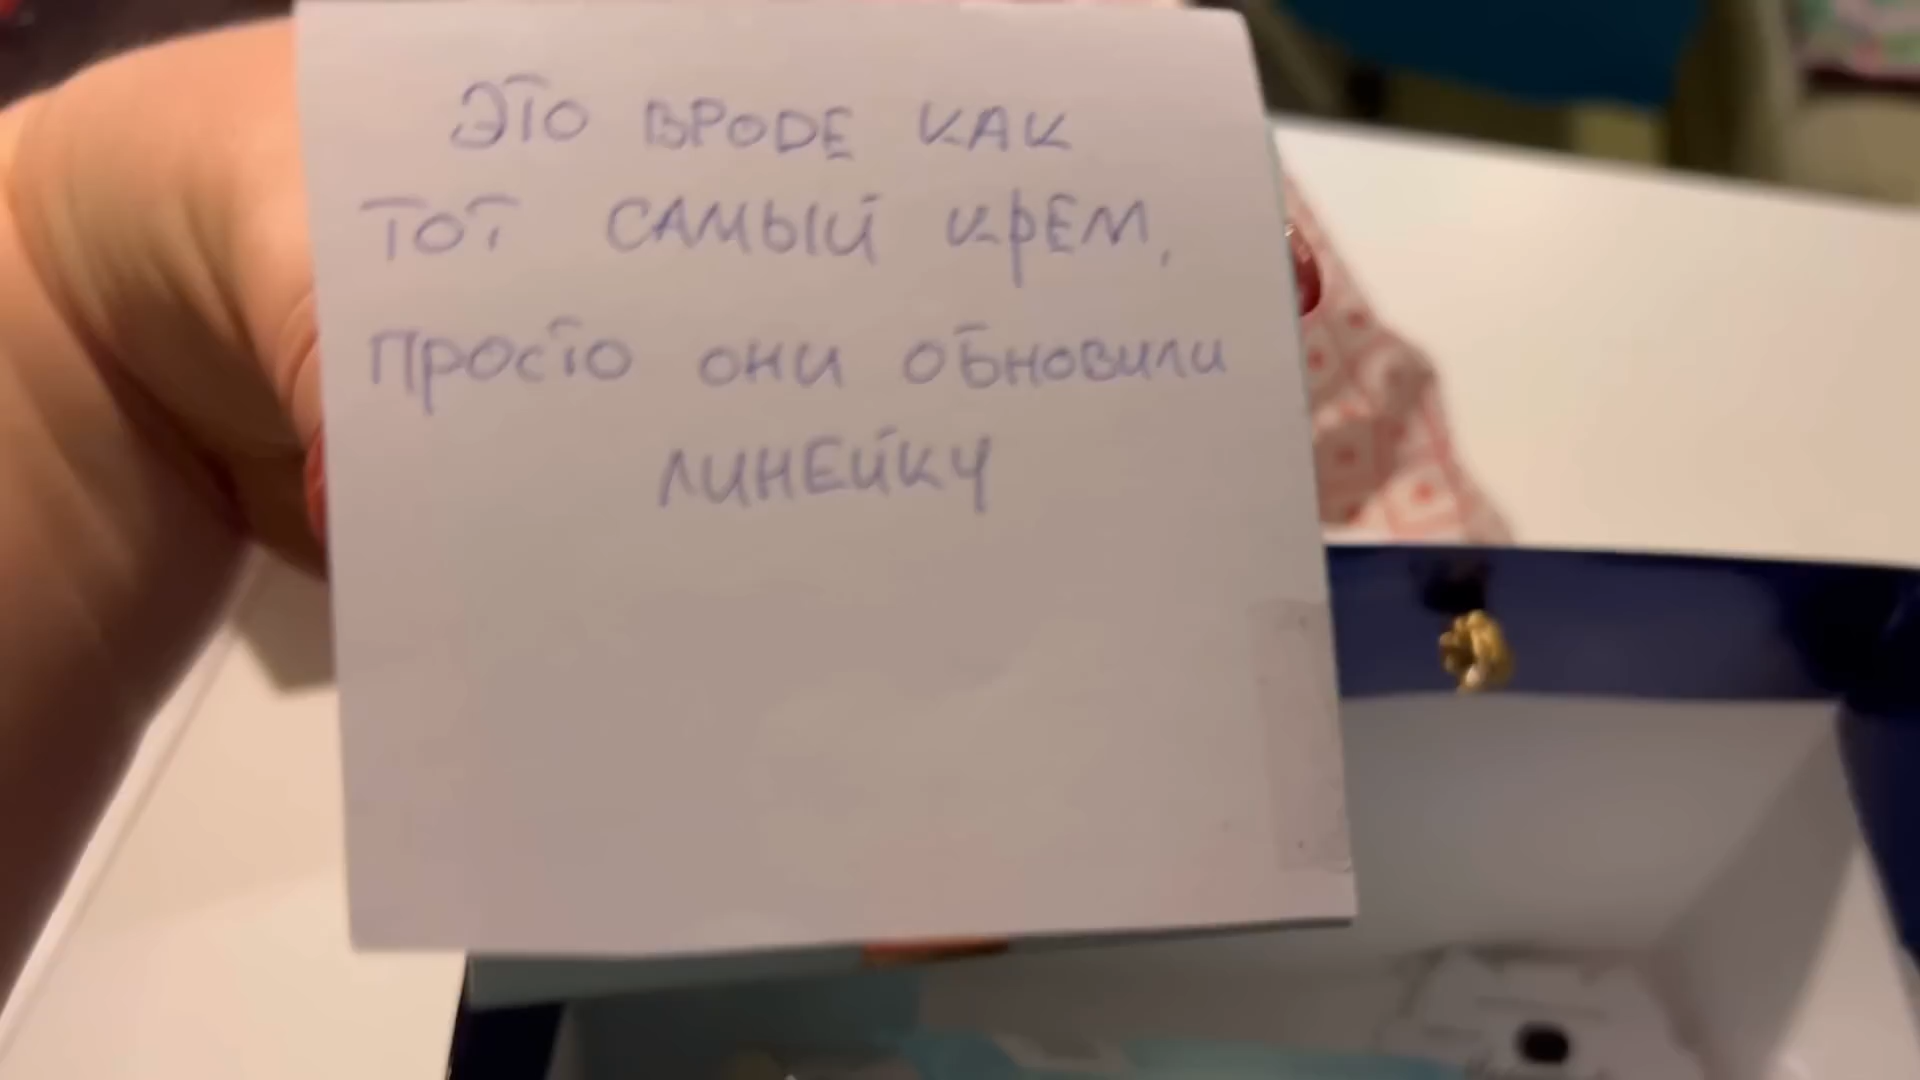 ЭТО ВРОДЕ КАК
ТОТ САМЫЙ КРЕМ,
ПРОСТО ОНИ ОБНОВИЛИ
ЛИНЕЙКУ